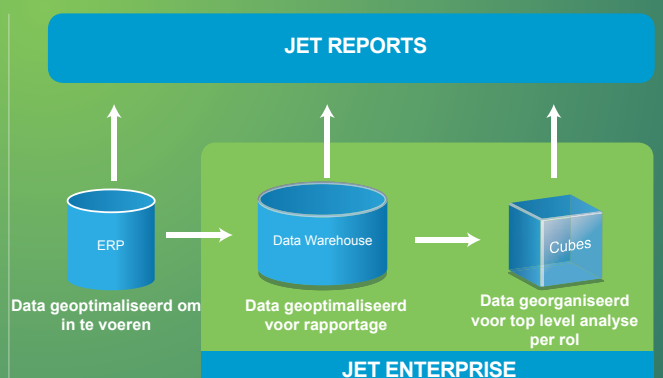 JET REPORTS
ERP
Data Warehouse
Cubes
Data geoptimaliseerd om
in te voeren
Data geoptimaliseerd
voor rapportage
Data georganiseerd
voor top level analyse
per rol
JET ENTERPRISE